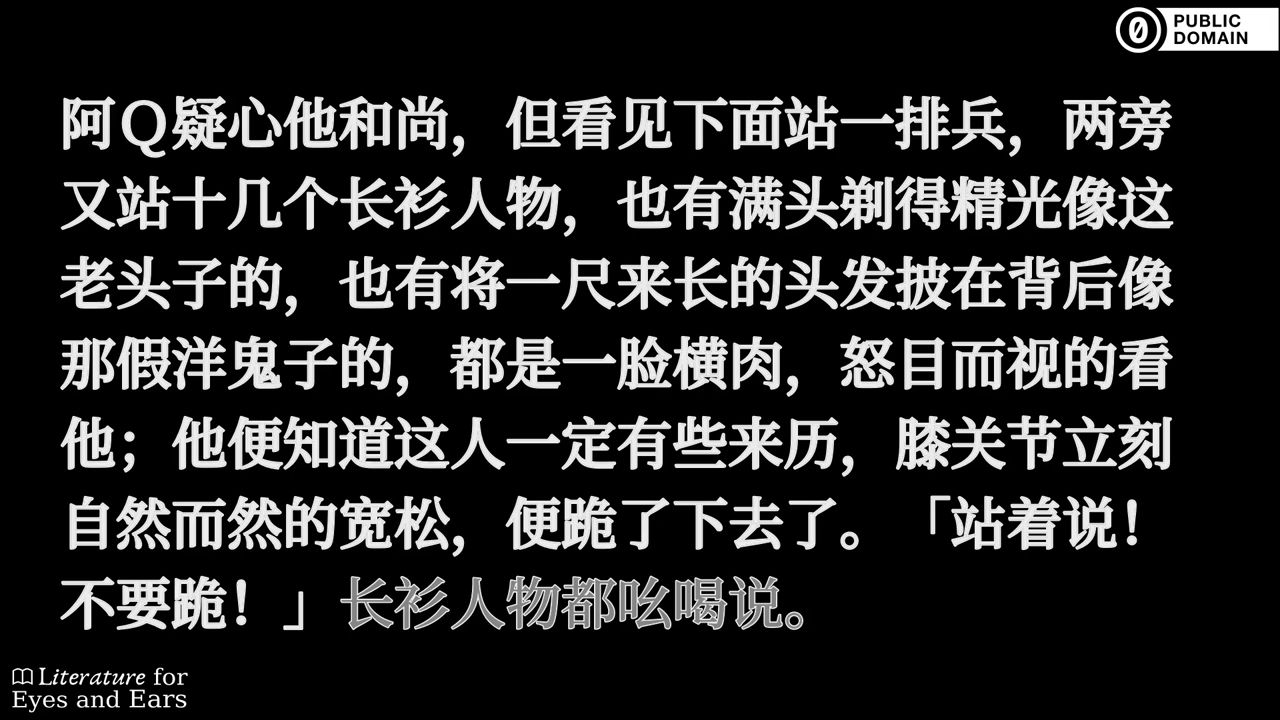 PUBLIC
DOMAIN
阿Q疑心他和尚，但看见下面站一排兵，两旁
又站十几个长衫人物，也有满头剃得精光像这
老头子的，也有将一尺来长的头发披在背后像
那假洋鬼子的，都是一脸横肉，怒目而视的看
他；他便知道这人一定有些来历，膝关节立刻
自然而然的宽松，便跪了下去了。「站着说！
不要跪！」长衫人物都吆喝说。
Literature for
Eyes and Ears